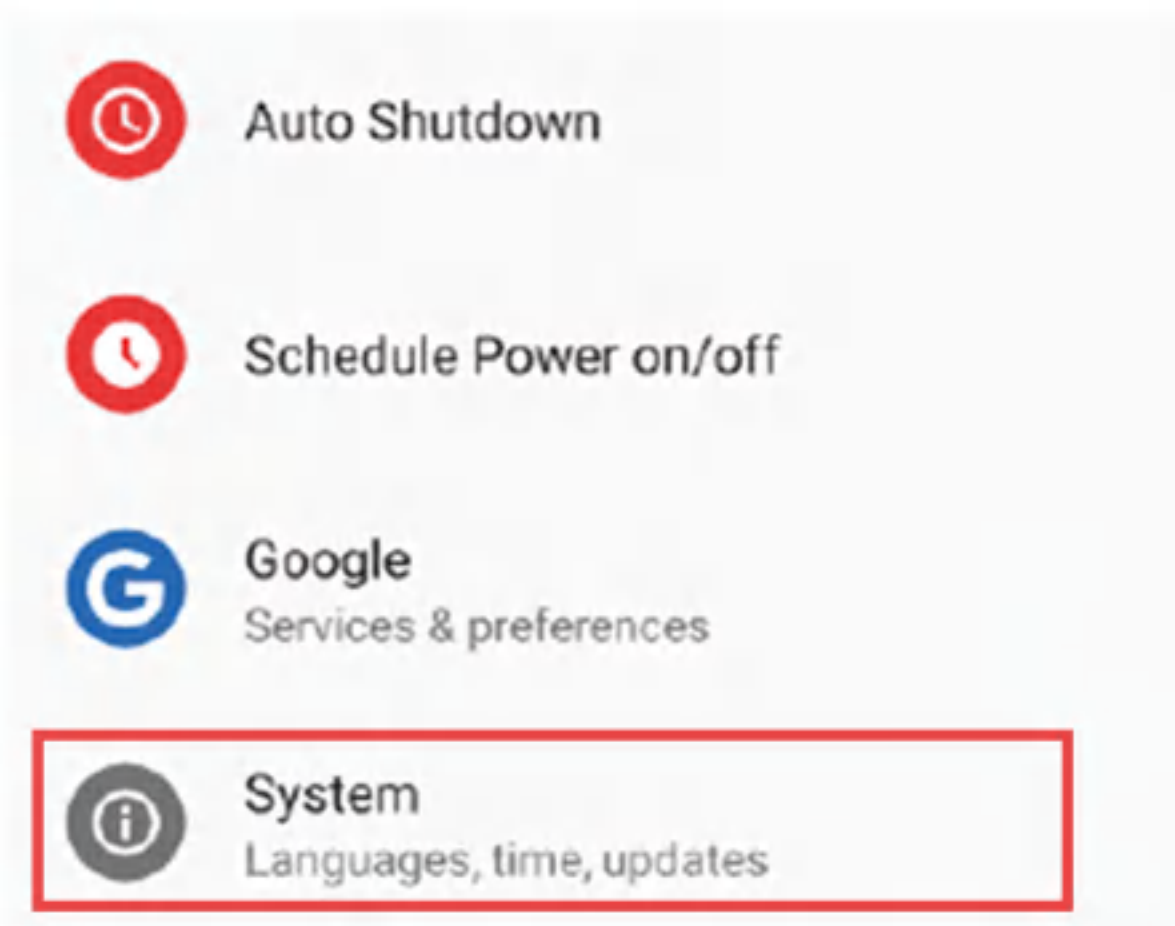 Auto Shutdown
Schedule Power on/off
Google
Services & preferences
System
Languages, time, updates